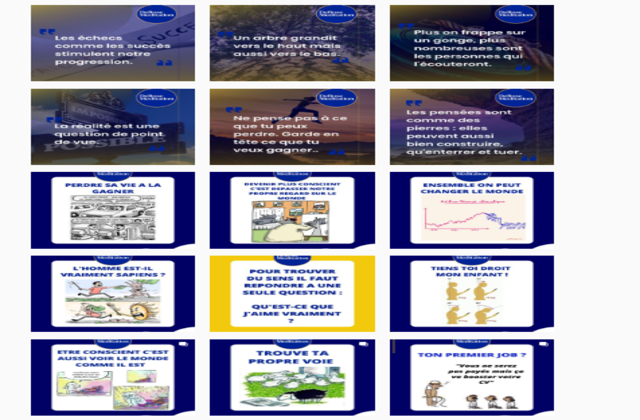 Les échecs
comme les succès
stimulent notre
progression.
Un arbre grandit
vers le haut mais
aussi vers le bas.
Plus on frappe sur
un gonge, plus
nombreuses sont
les personnes qui
l'écouteront.
La réalité est une
question de point
de vue.
Ne pense pas à ce
que tu peux
perdre. Garde en
tête ce que tu
veux gagner..
Les pensées sont
comme des
pierres : elles
peuvent aussi
bien construire,
qu'enterrer et tuer.
PERDRE SA VIE A LA
GAGNER
DEVENIR PLUS CONSCIENT
C'EST DEPASSER NOTRE
PROPRE REGARD SUR LE
MONDE
ENSEMBLE ON PEUT
CHANGER LE MONDE
L'HOMME EST-IL
VRAIMENT SAPIENS ?
POUR TROUVER
DU SENS IL FAUT
REPONDRE A UNE
SEULE QUESTION :
QU'EST-CE QUE
J'AIME VRAIMENT
?
TIENS TOI DROIT
MON ENFANT !
ETRE CONSCIENT C'EST
AUSSI VOIR LE MONDE
COMME IL EST
TROUVE TA
PROPRE VOIE
TON PREMIER JOB ?
"Vous ne serez
pas payés mais ça
va booster votre
CV"